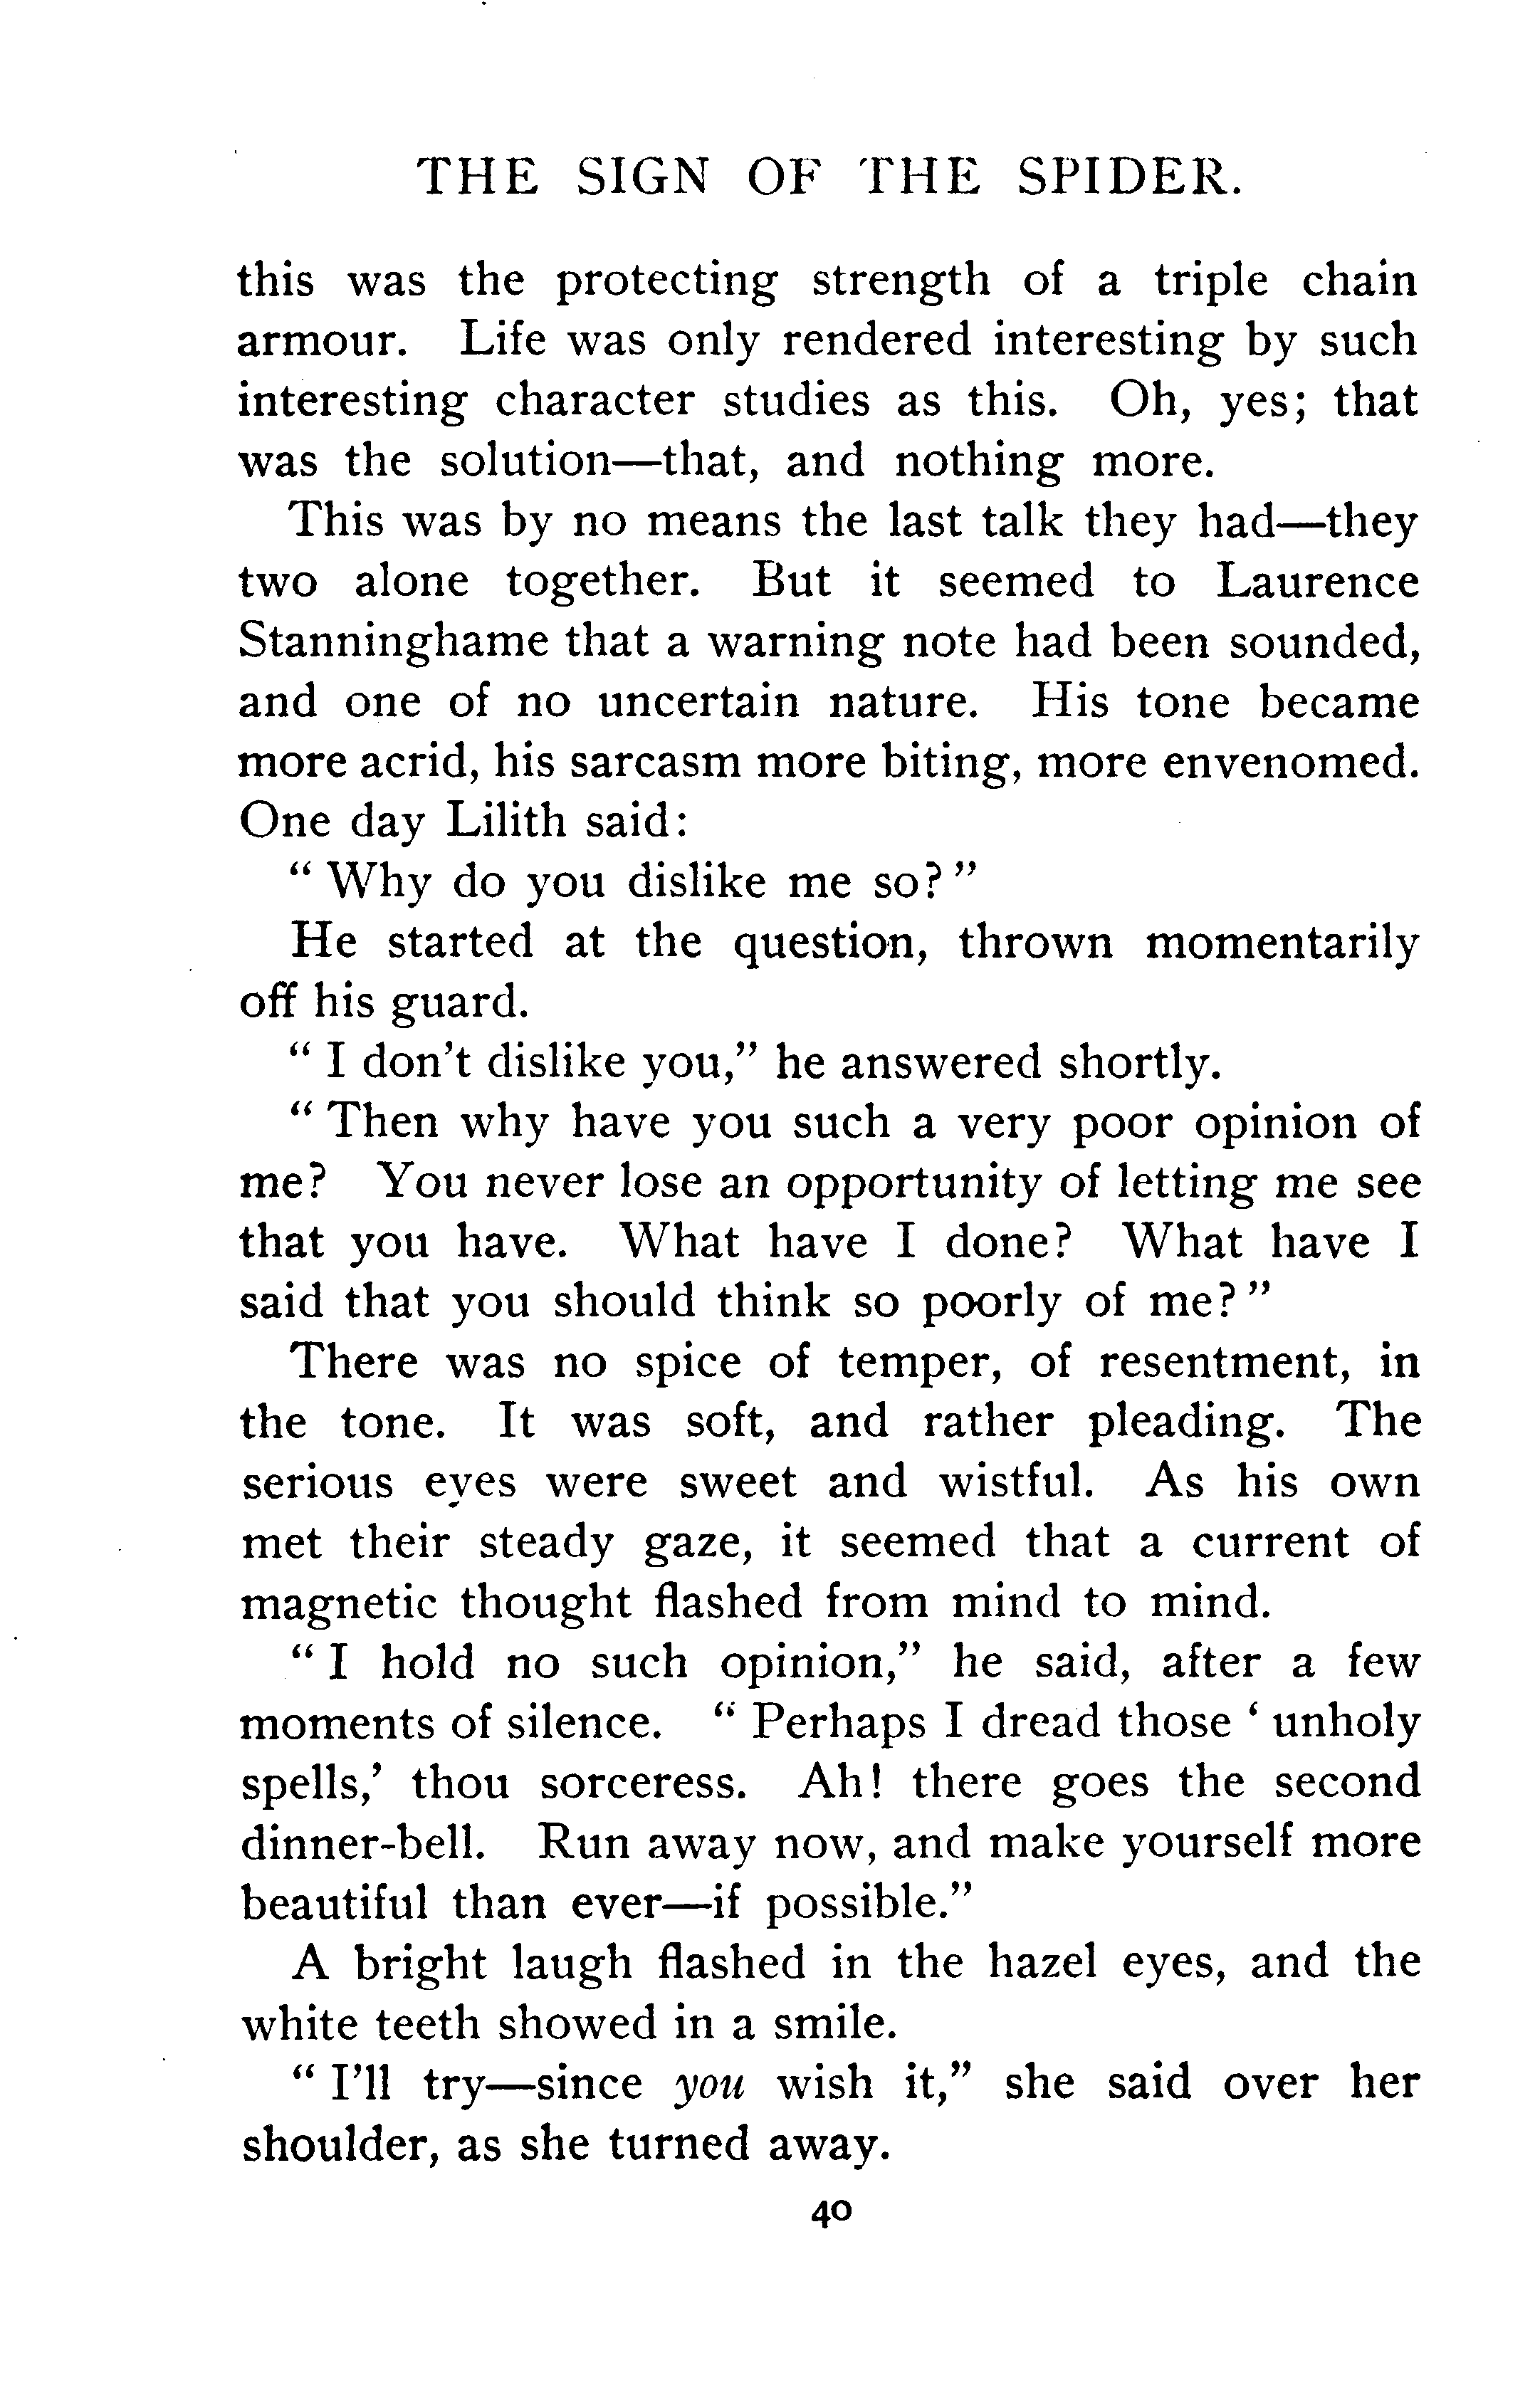 THE SIGN OF THE SPIDER.
this was the protecting strength of a triple chain
armour. Life was only rendered interesting by such
interesting character studies as this. Oh, yes; that
was the solution—that, and nothing more.
This was by no means the last talk they had—they
two alone together. But it seemed to Laurence
Stanninghame that a warning note had been sounded,
and one of no uncertain nature. His tone became
more acrid, his sarcasm more biting, more envenomed.
One day Lilith said:
“ Why do you dislike me so? ”
He started at the question, thrown momentarily
off his guard.
“ I don’t dislike you,” he answered shortly.
“ Then why have you such a very poor opinion of
me? You never lose an opportunity of letting me see
that you have. What have I done? What have I
said that you should think so poorly of me? ”
There was no spice of temper, of resentment, in
the tone. It was soft, and rather pleading. The
serious eyes were sweet and wistful. As his own
met their steady gaze, it seemed that a current of
magnetic thought flashed from mind to mind.
“ I hold no such opinion,” he said, after a few
moments of silence. “ Perhaps I dread those ‘ unholy
spells,’ thou sorceress. Ah! there goes the second
dinner-bell. Run away now, and make yourself more
beautiful than ever—if possible.”
A bright laugh flashed in the hazel eyes, and the
white teeth showed in a smile.
“ I’ll try—since you wish it,” she said over her
shoulder, as she turned away.
40